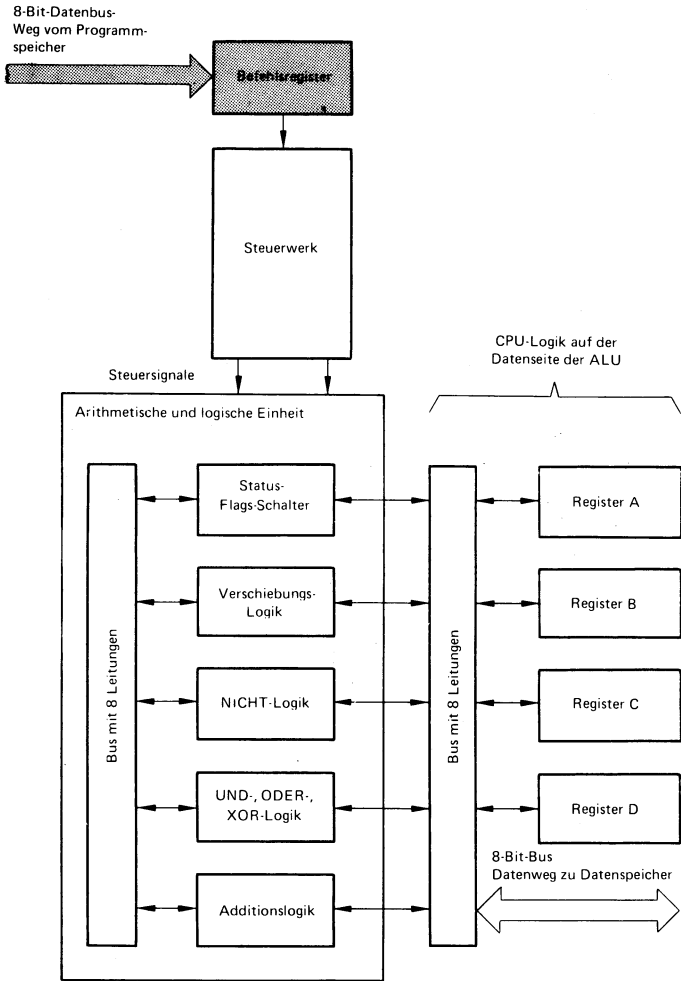 8-Bit-Datenbus-
Weg vom Programm-
speicher
Befehlsregister
Steuerwerk
CPU-Logik auf der
Datenseite der ALU
Steuersignale
Arithmetische und logische Einheit
Bus mit 8 Leitungen
Status-
Flags-Schalter
Verschiebungs-
Logik
NICHT-Logik
UND-, ODER-,
XOR-Logik
Additionslogik
Bus mit 8 Leitungen
Register A
Register B
Register C
Register D
8-Bit-Bus
Datenweg zu Datenspeicher